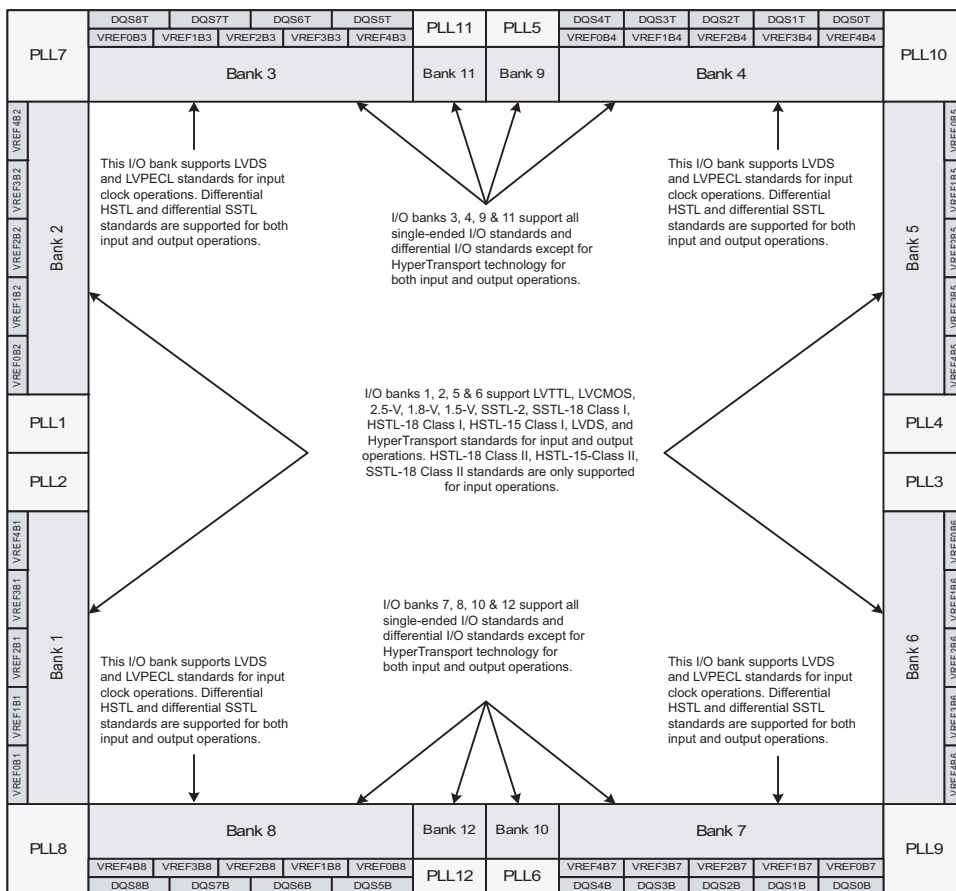 DQS8T DQS7T DQS6T DQS5T
DQS4T DQS3T DQS2T DQS1T DQS0T
PLL7
VREF0B3 VREF1B3 VREF2B3 VREF3B3 VREF4B3
PLL11 PLL5
VREF0B4 VREF1B4 VREF2B4 VREF3B4 VREF4B4
PLL10
Bank 3
Bank 11
Bank 9
Bank 4
VREF4B2
VREF3B2
VREF2B2
VREF1B2
VREF0B2
Bank 2
This I/O bank supports LVDS
and LVPECL standards for input
clock operations. Differential
HSTL and differential SSTL
standards are supported for both
input and output operations.
I/O banks 3, 4, 9 & 11 support all
single-ended I/O standards and
differential I/O standards except for
HyperTransport technology for
both input and output operations.
This I/O bank supports LVDS
and LVPECL standards for input
clock operations. Differential
HSTL and differential SSTL
standards are supported for both
input and output operations.
Bank 5
VREF0B5
VREF1B5
VREF2B5
VREF3B5
VREF4B5
PLL1
PLL2
I/O banks 1, 2, 5 & 6 support LVTTL, LVCMOS,
2.5-V, 1.8-V, 1.5-V, SSTL-2, SSTL-18 Class I,
HSTL-18 Class I, HSTL-15 Class I, LVDS, and
HyperTransport standards for input and output
operations. HSTL-18 Class II, HSTL-15-Class II,
SSTL-18 Class II standards are only supported
for input operations.
PLL4
PLL3
VREF4B1
VREF3B1
VREF2B1
VREF1B1
VREF0B1
Bank 1
I/O banks 7, 8, 10 & 12 support all
single-ended I/O standards and
differential I/O standards except for
HyperTransport technology for
both input and output operations.
This I/O bank supports LVDS
and LVPECL standards for input
clock operations. Differential
HSTL and differential SSTL
standards are supported for both
input and output operations.
This I/O bank supports LVDS
and LVPECL standards for input
clock operations. Differential
HSTL and differential SSTL
standards are supported for both
input and output operations.
Bank 6
VREF0B6
VREF1B6
VREF2B6
VREF3B6
VREF4B6
Bank 8
Bank 12
Bank 10
Bank 7
PLL8
VREF4B8 VREF3B8 VREF2B8 VREF1B8 VREF0B8
PLL12 PLL6
VREF4B7 VREF3B7 VREF2B7 VREF1B7 VREF0B7
PLL9
DQS8B DQS7B DQS6B DQS5B
DQS4B DQS3B DQS2B DQS1B DQS0B